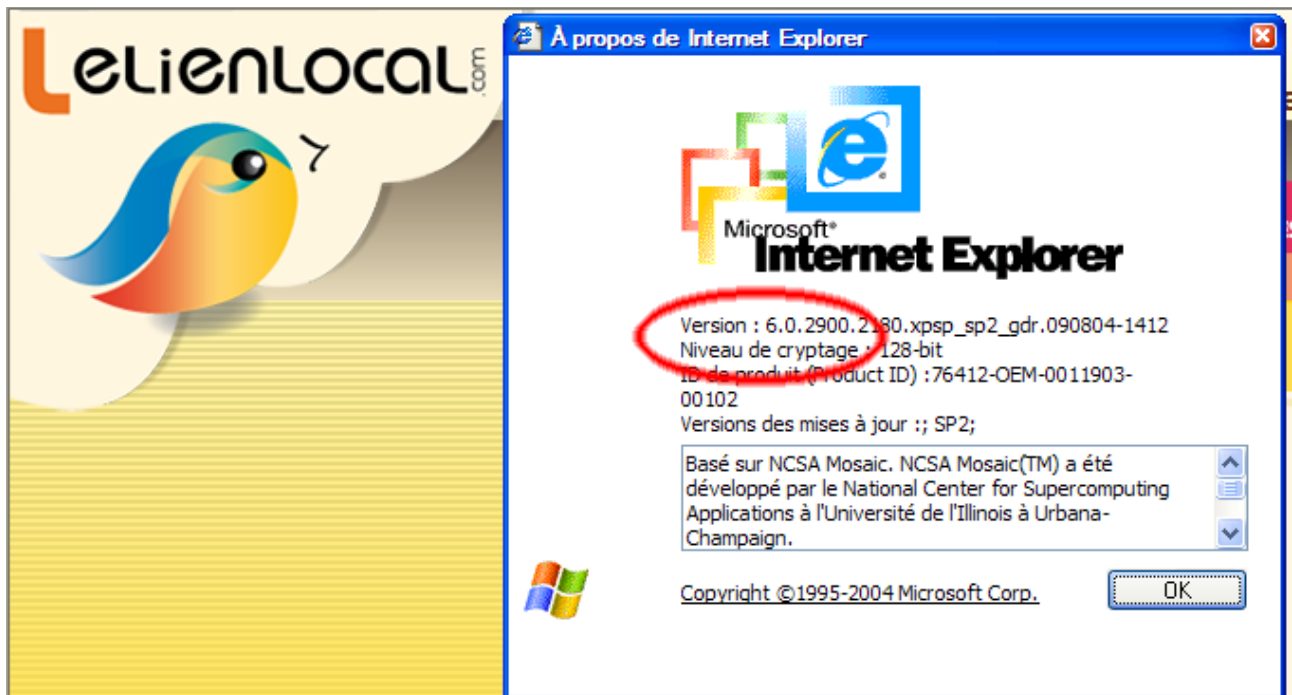 LeLienLocal.com
À propos de Internet Explorer
Microsoft®
Internet Explorer
Version : 6.0.2900.2180.xpsp_sp2_gdr.090804-1412
Niveau de cryptage : 128-bit
ID de produit (Product ID) :76412-OEM-0011903-
00102
Versions des mises à jour :; SP2;
Basé sur NCSA Mosaic. NCSA Mosaic(TM) a été
développé par le National Center for Supercomputing
Applications à l'Université de l'Illinois à Urbana-
Champaign.
Copyright ©1995-2004 Microsoft Corp.
OK